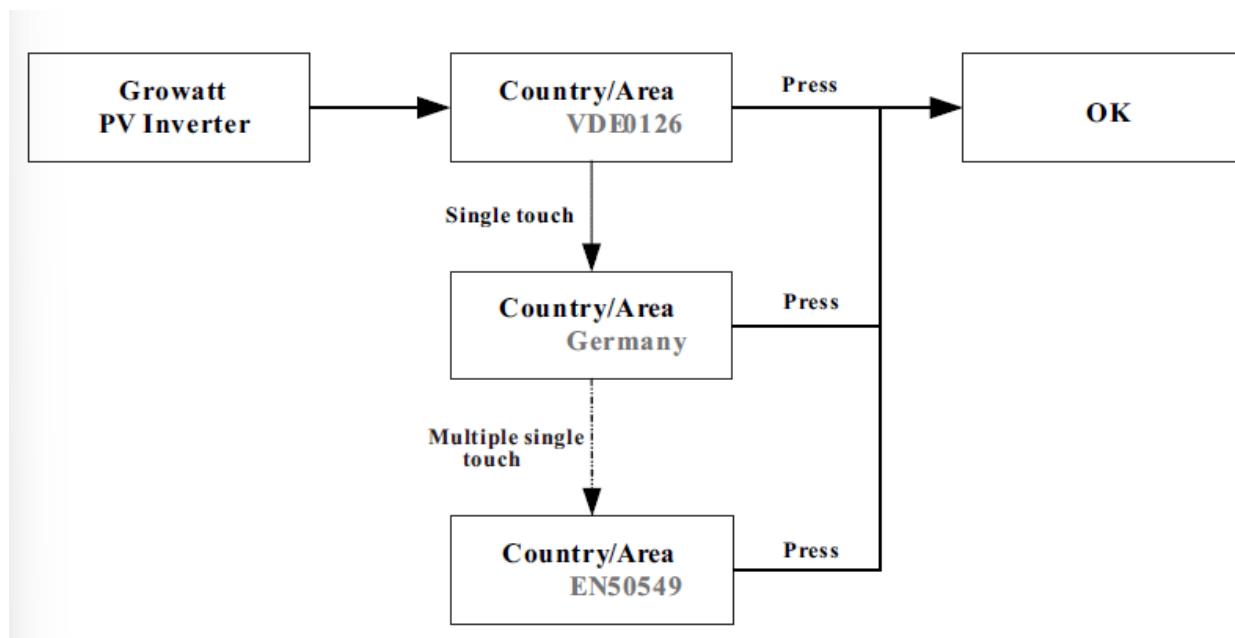 Growatt
PV Inverter
Country/Area
VDE0126
Press
OK
Single touch
Country/Area
Germany
Press
Multiple single
touch
Country/Area
EN50549
Press